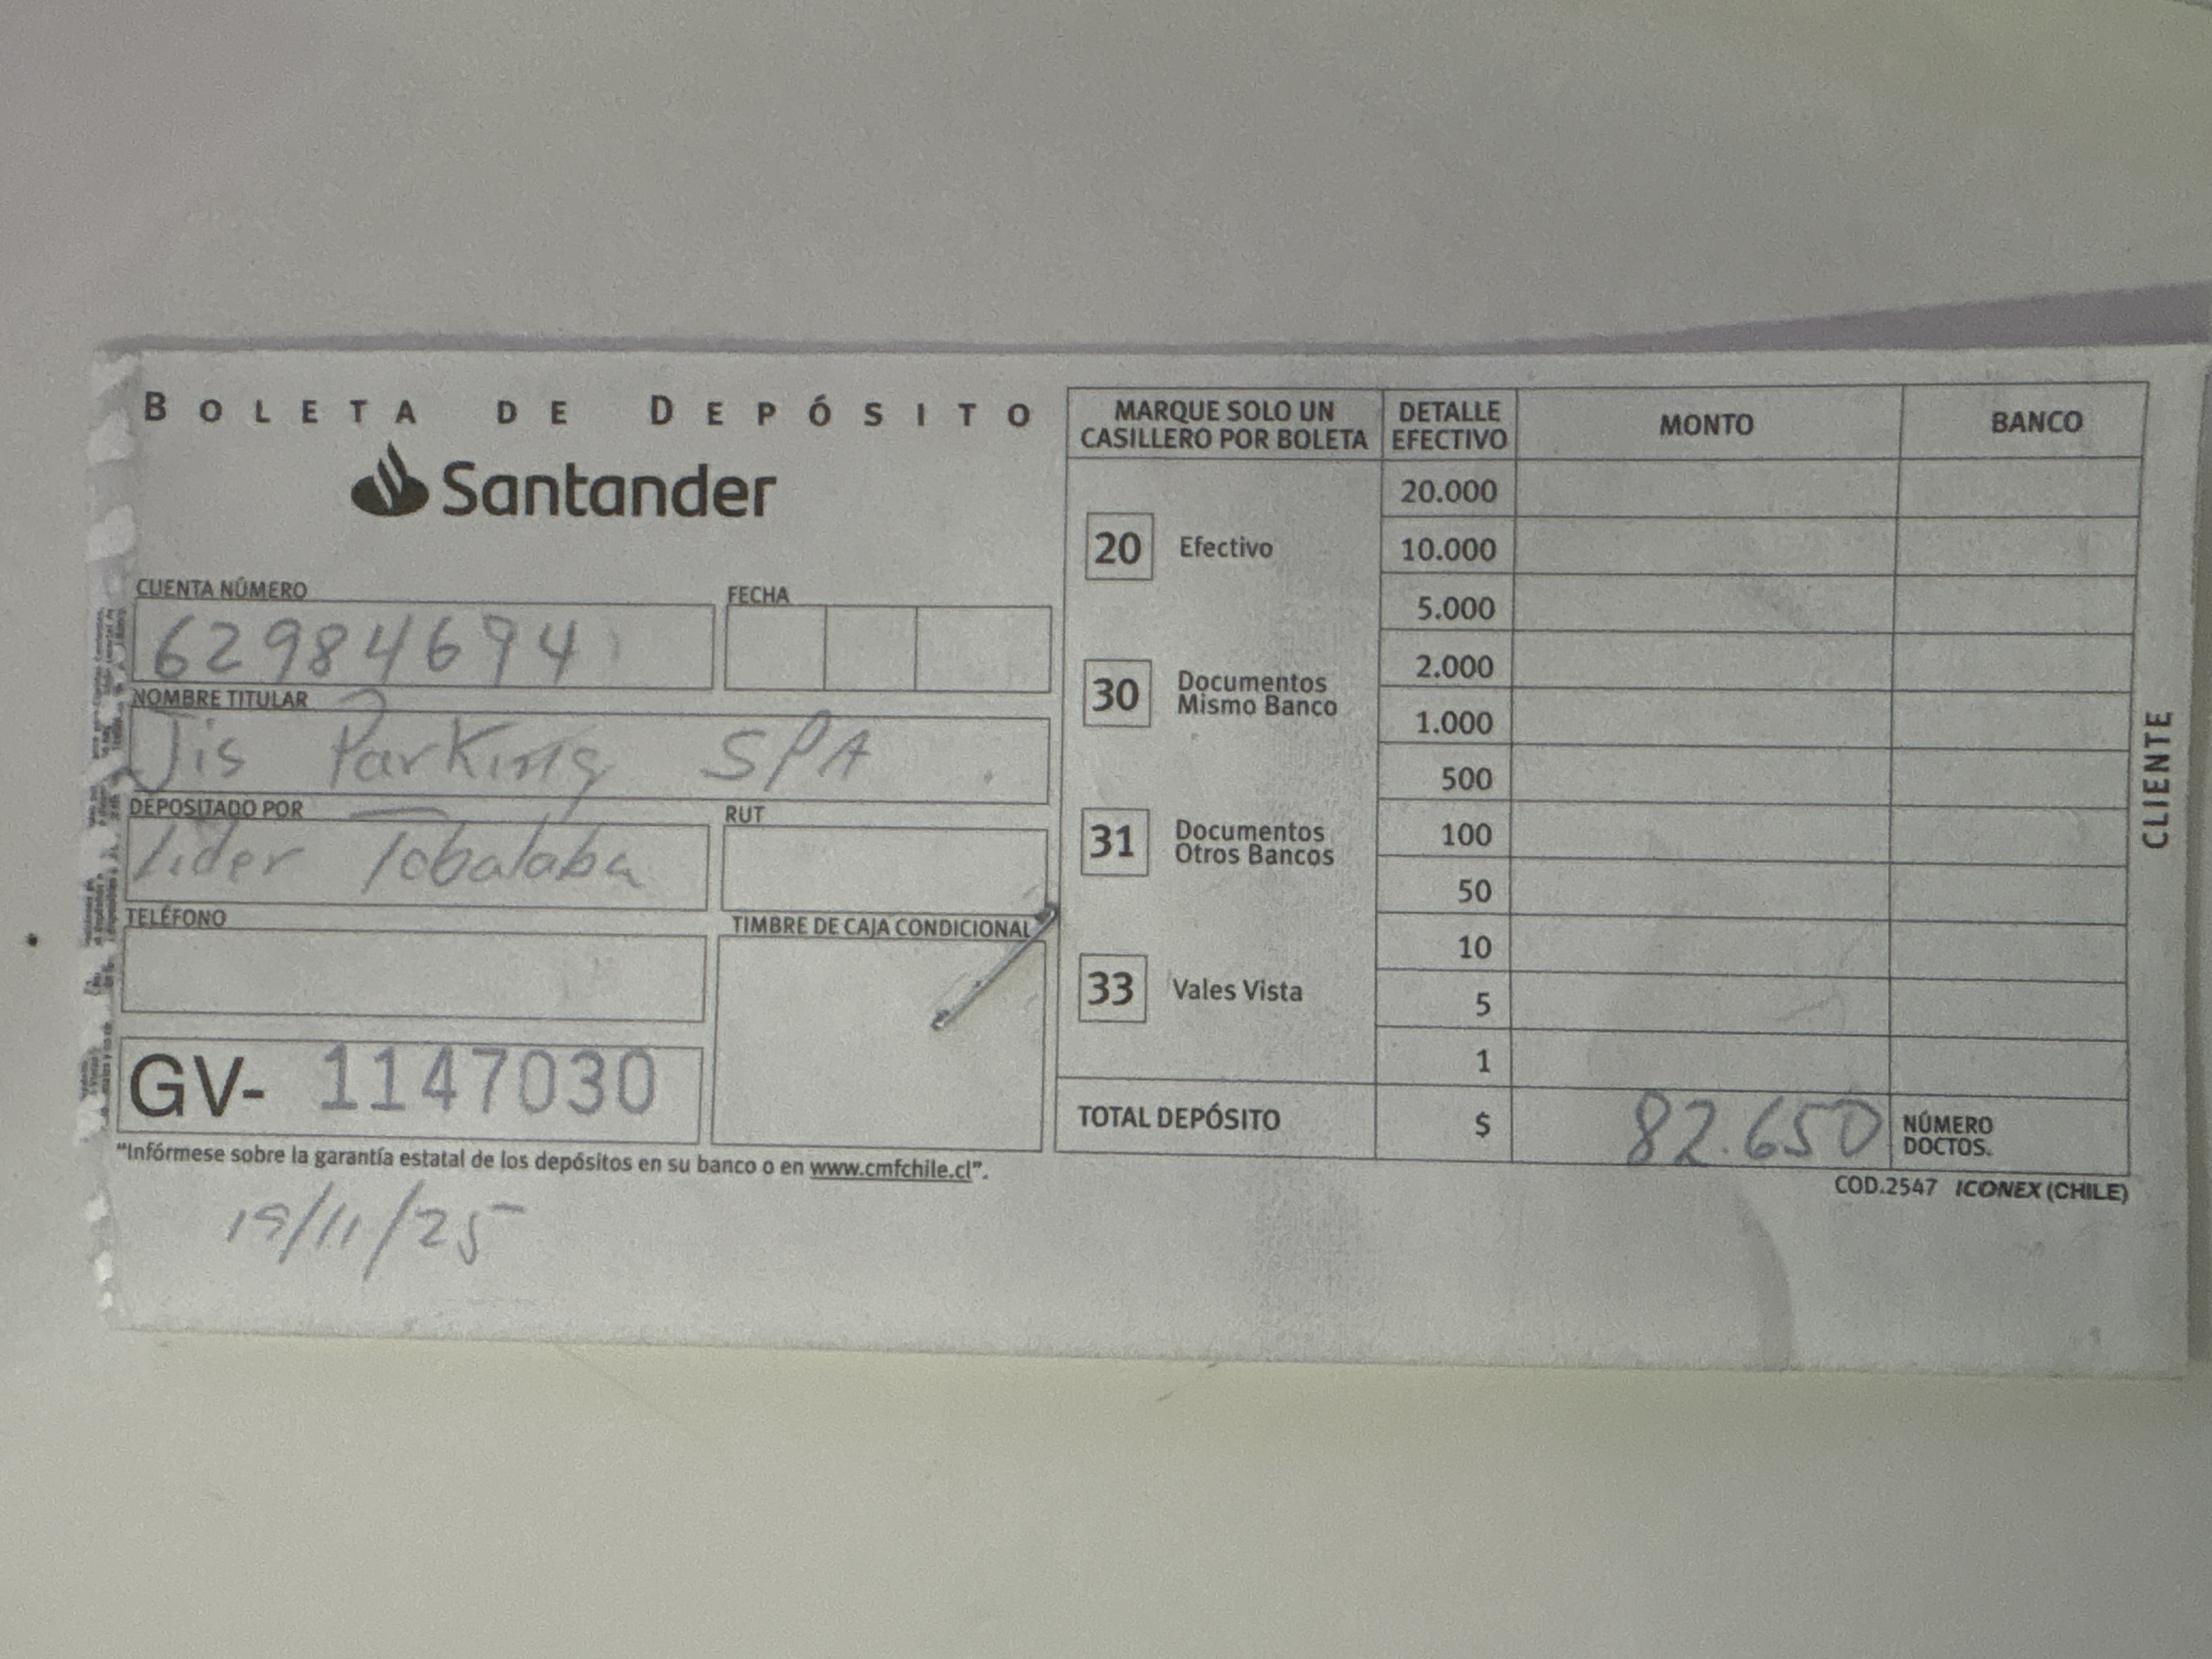 BOLETA DE DEPÓSITO
Santander
CUENTA NÚMERO
629846941
FECHA
NOMBRE TITULAR
Jis Parking SPA
DEPOSITADO POR
Lider Tobalaba
RUT
TELÉFONO
TIMBRE DE CAJA CONDICIONAL
GV- 1147030
"Infórmese sobre la garantía estatal de los depósitos en su banco o en www.cmfchile.cl".
19/11/25
MARQUE SOLO UN CASILLERO POR BOLETA
20 Efectivo
30 Documentos Mismo Banco
31 Documentos Otros Bancos
33 Vales Vista
DETALLE EFECTIVO
MONTO
BANCO
20.000
10.000
5.000
2.000
1.000
500
100
50
10
5
1
TOTAL DEPÓSITO $ 82.650
NÚMERO DOCTOS.
COD.2547 ICONEX (CHILE)
CLIENTE